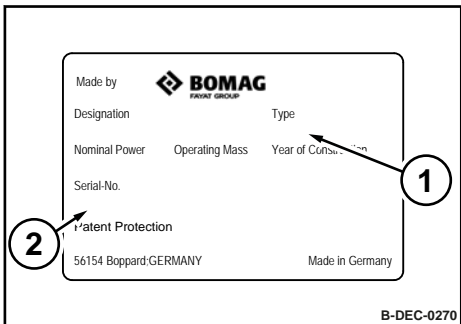 Made by BOMAG
FAYAT GROUP
Designation Type
Nominal Power Operating Mass Year of Construction
1
Serial-No.
Patent Protection
2
56154 Boppard;GERMANY Made in Germany
B-DEC-0270